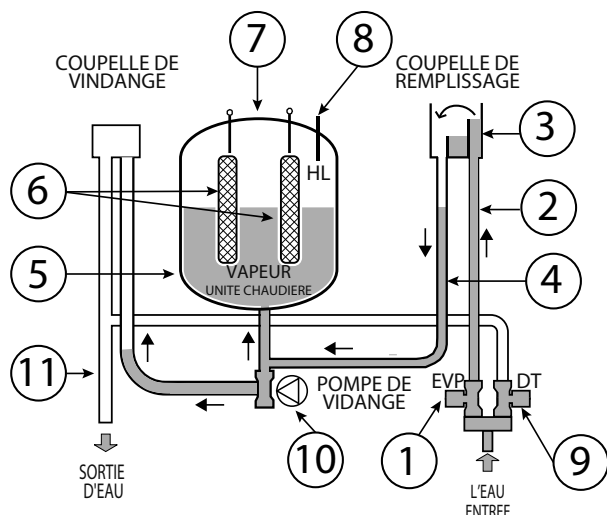 7
8
COUPELLE DE
VINDANGE
COUPELLE DE
REMPLISSAGE
3
HL
6
2
5
VAPEUR
UNITE CHAUDIERE
4
11
EVP
DT
POMPE DE
VIDANGE
1
9
10
SORTIE
D'EAU
L'EAU
ENTREE